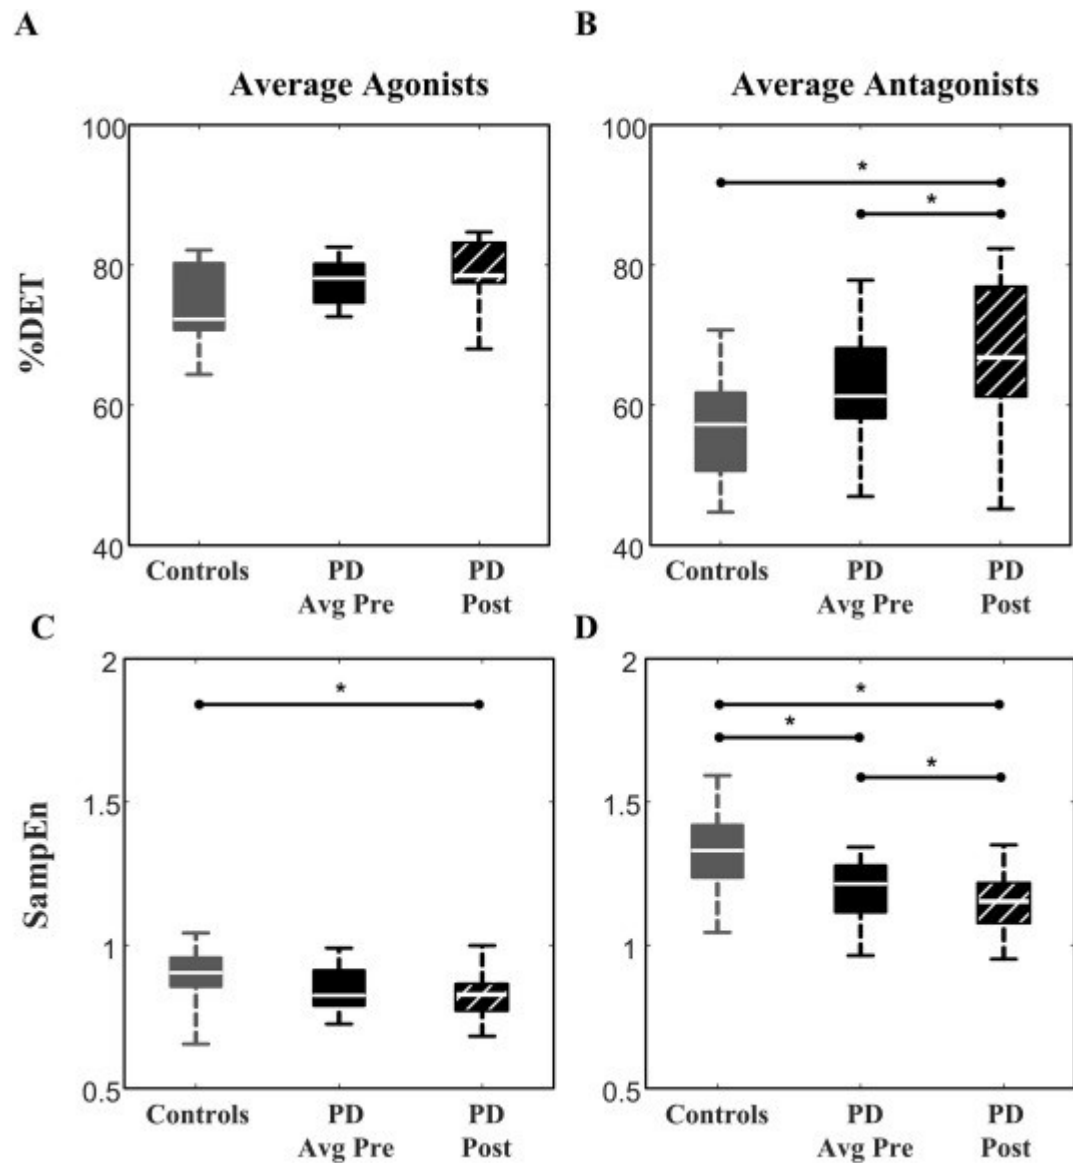 A
B
Average Agonists
Average Antagonists
%DET
100
80
60
40
Controls
PD
Avg Pre
PD
Post
100
80
60
40
*
*
Controls
PD
Avg Pre
PD
Post
C
D
SampEn
2
1.5
1
0.5
*
Controls
PD
Avg Pre
PD
Post
2
1.5
1
0.5
*
*
*
Controls
PD
Avg Pre
PD
Post